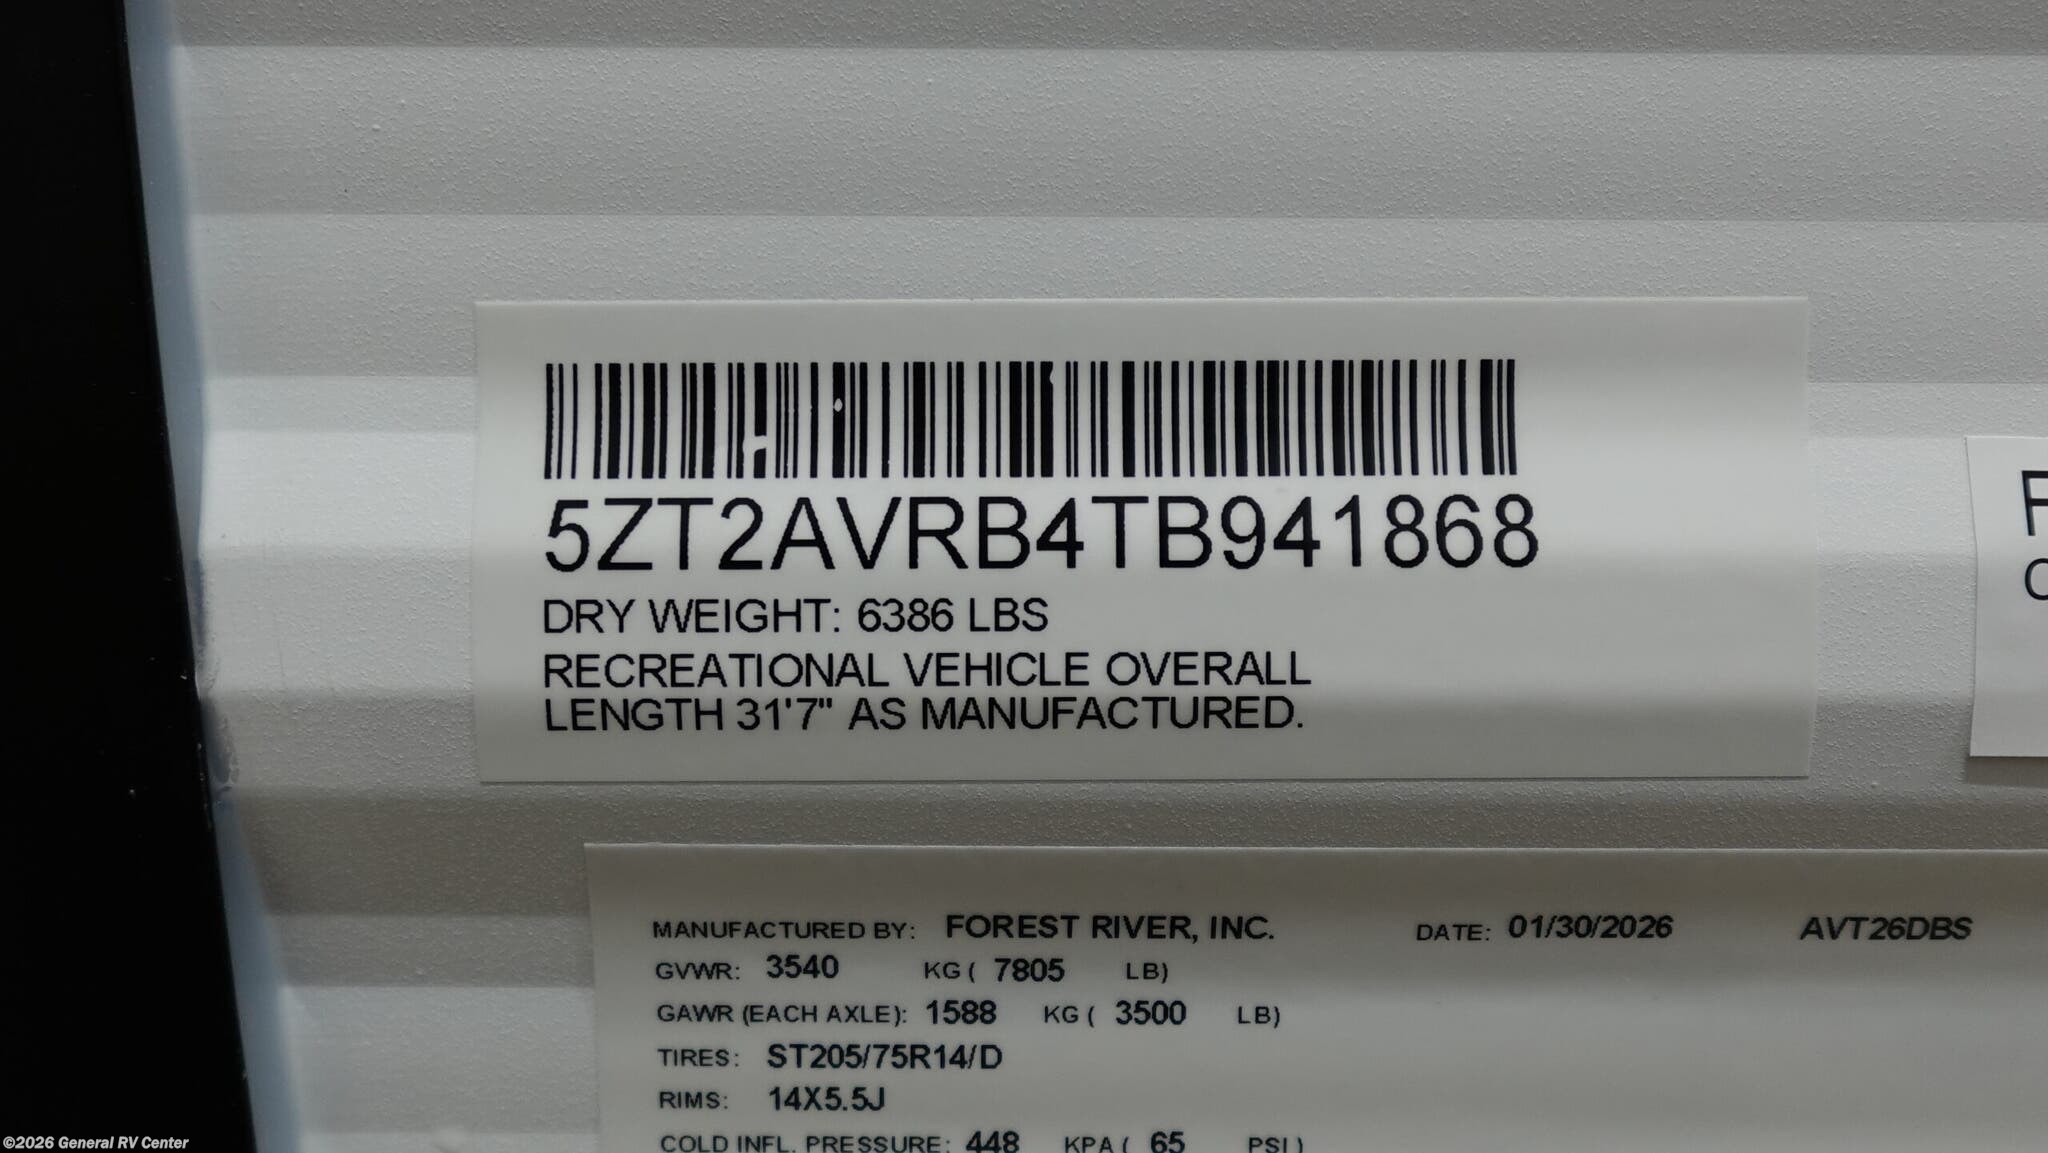 5ZT2AVRB4TB941868
DRY WEIGHT: 6386 LBS
RECREATIONAL VEHICLE OVERALL
LENGTH 31'7" AS MANUFACTURED.
MANUFACTURED BY: FOREST RIVER, INC. DATE: 01/30/2026 AVT26DBS
GVWR: 3540 KG ( 7805 LB)
GAWR (EACH AXLE): 1588 KG ( 3500 LB)
TIRES: ST205/75R14/D
RIMS: 14X5.5J
COLD INFL. PRESSURE: 448 KPA ( 65 PSI )
©2026 General RV Center